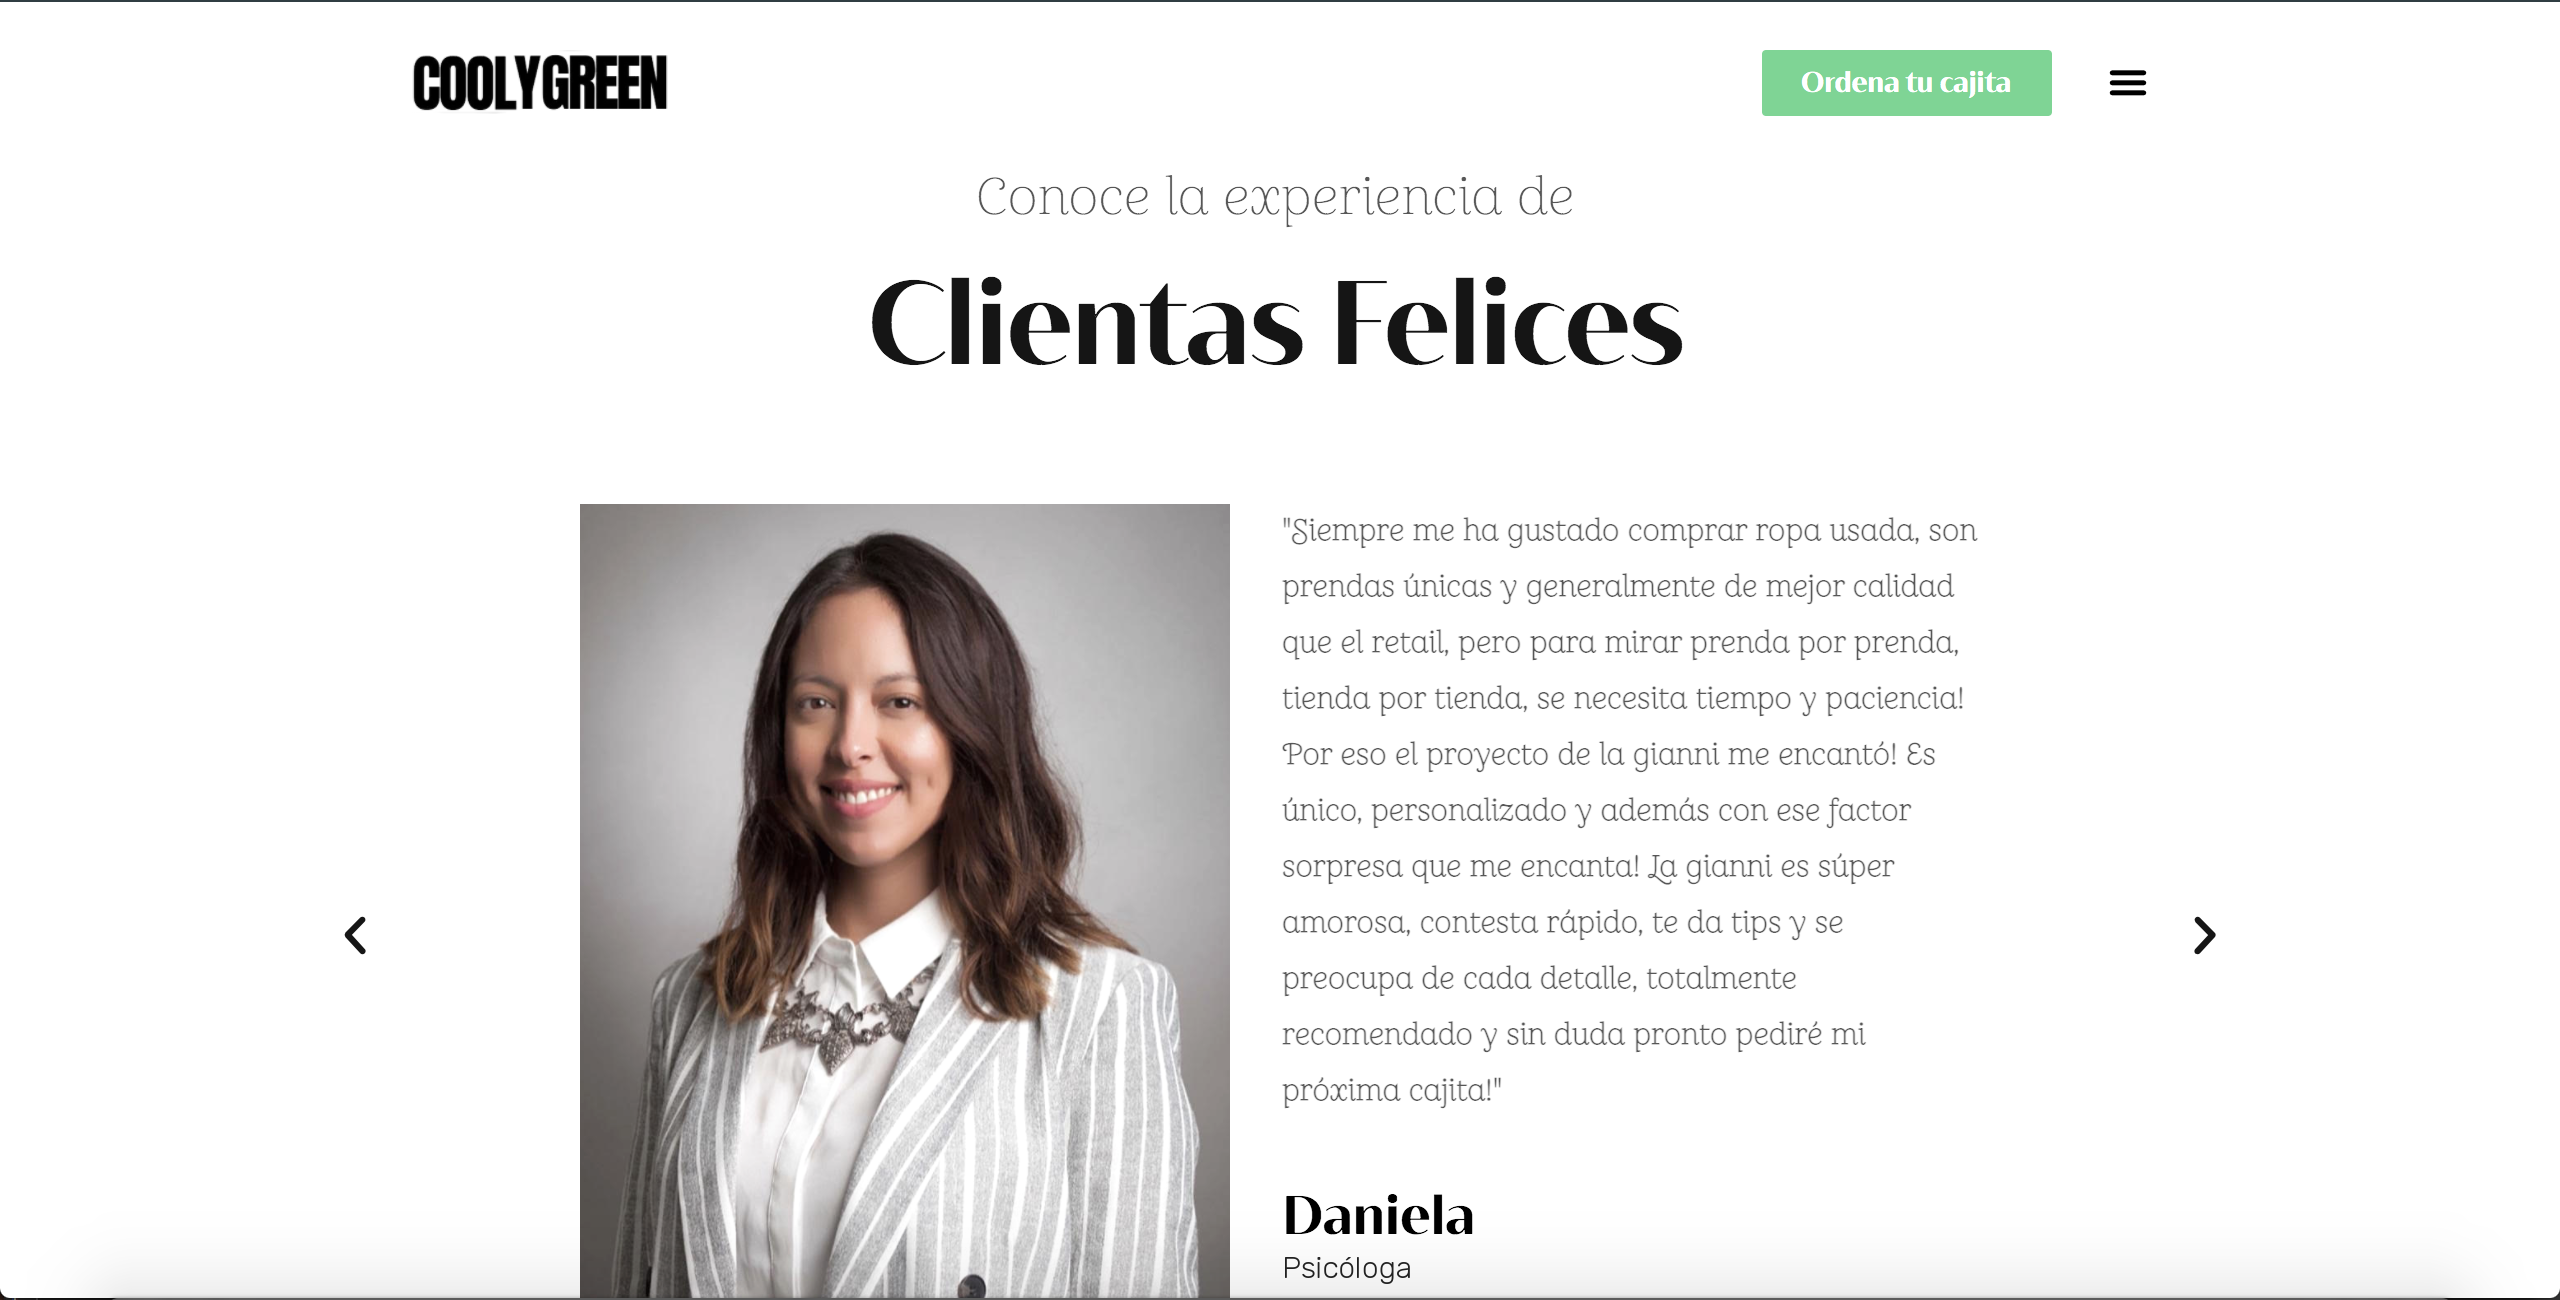 COOLYGREEN
Ordena tu cajita
Conoce la experiencia de
Clientas Felices
"Siempre me ha gustado comprar ropa usada, son
prendas únicas y generalmente de mejor calidad
que el retail, pero para mirar prenda por prenda,
tienda por tienda, se necesita tiempo y paciencia!
Por eso el proyecto de la gianni me encantó! Es
único, personalizado y además con ese factor
sorpresa que me encanta! La gianni es súper
amorosa, contesta rápido, te da tips y se
preocupa de cada detalle, totalmente
recomendado y sin duda pronto pediré mi
próxima cajita!"
Daniela
Psicóloga